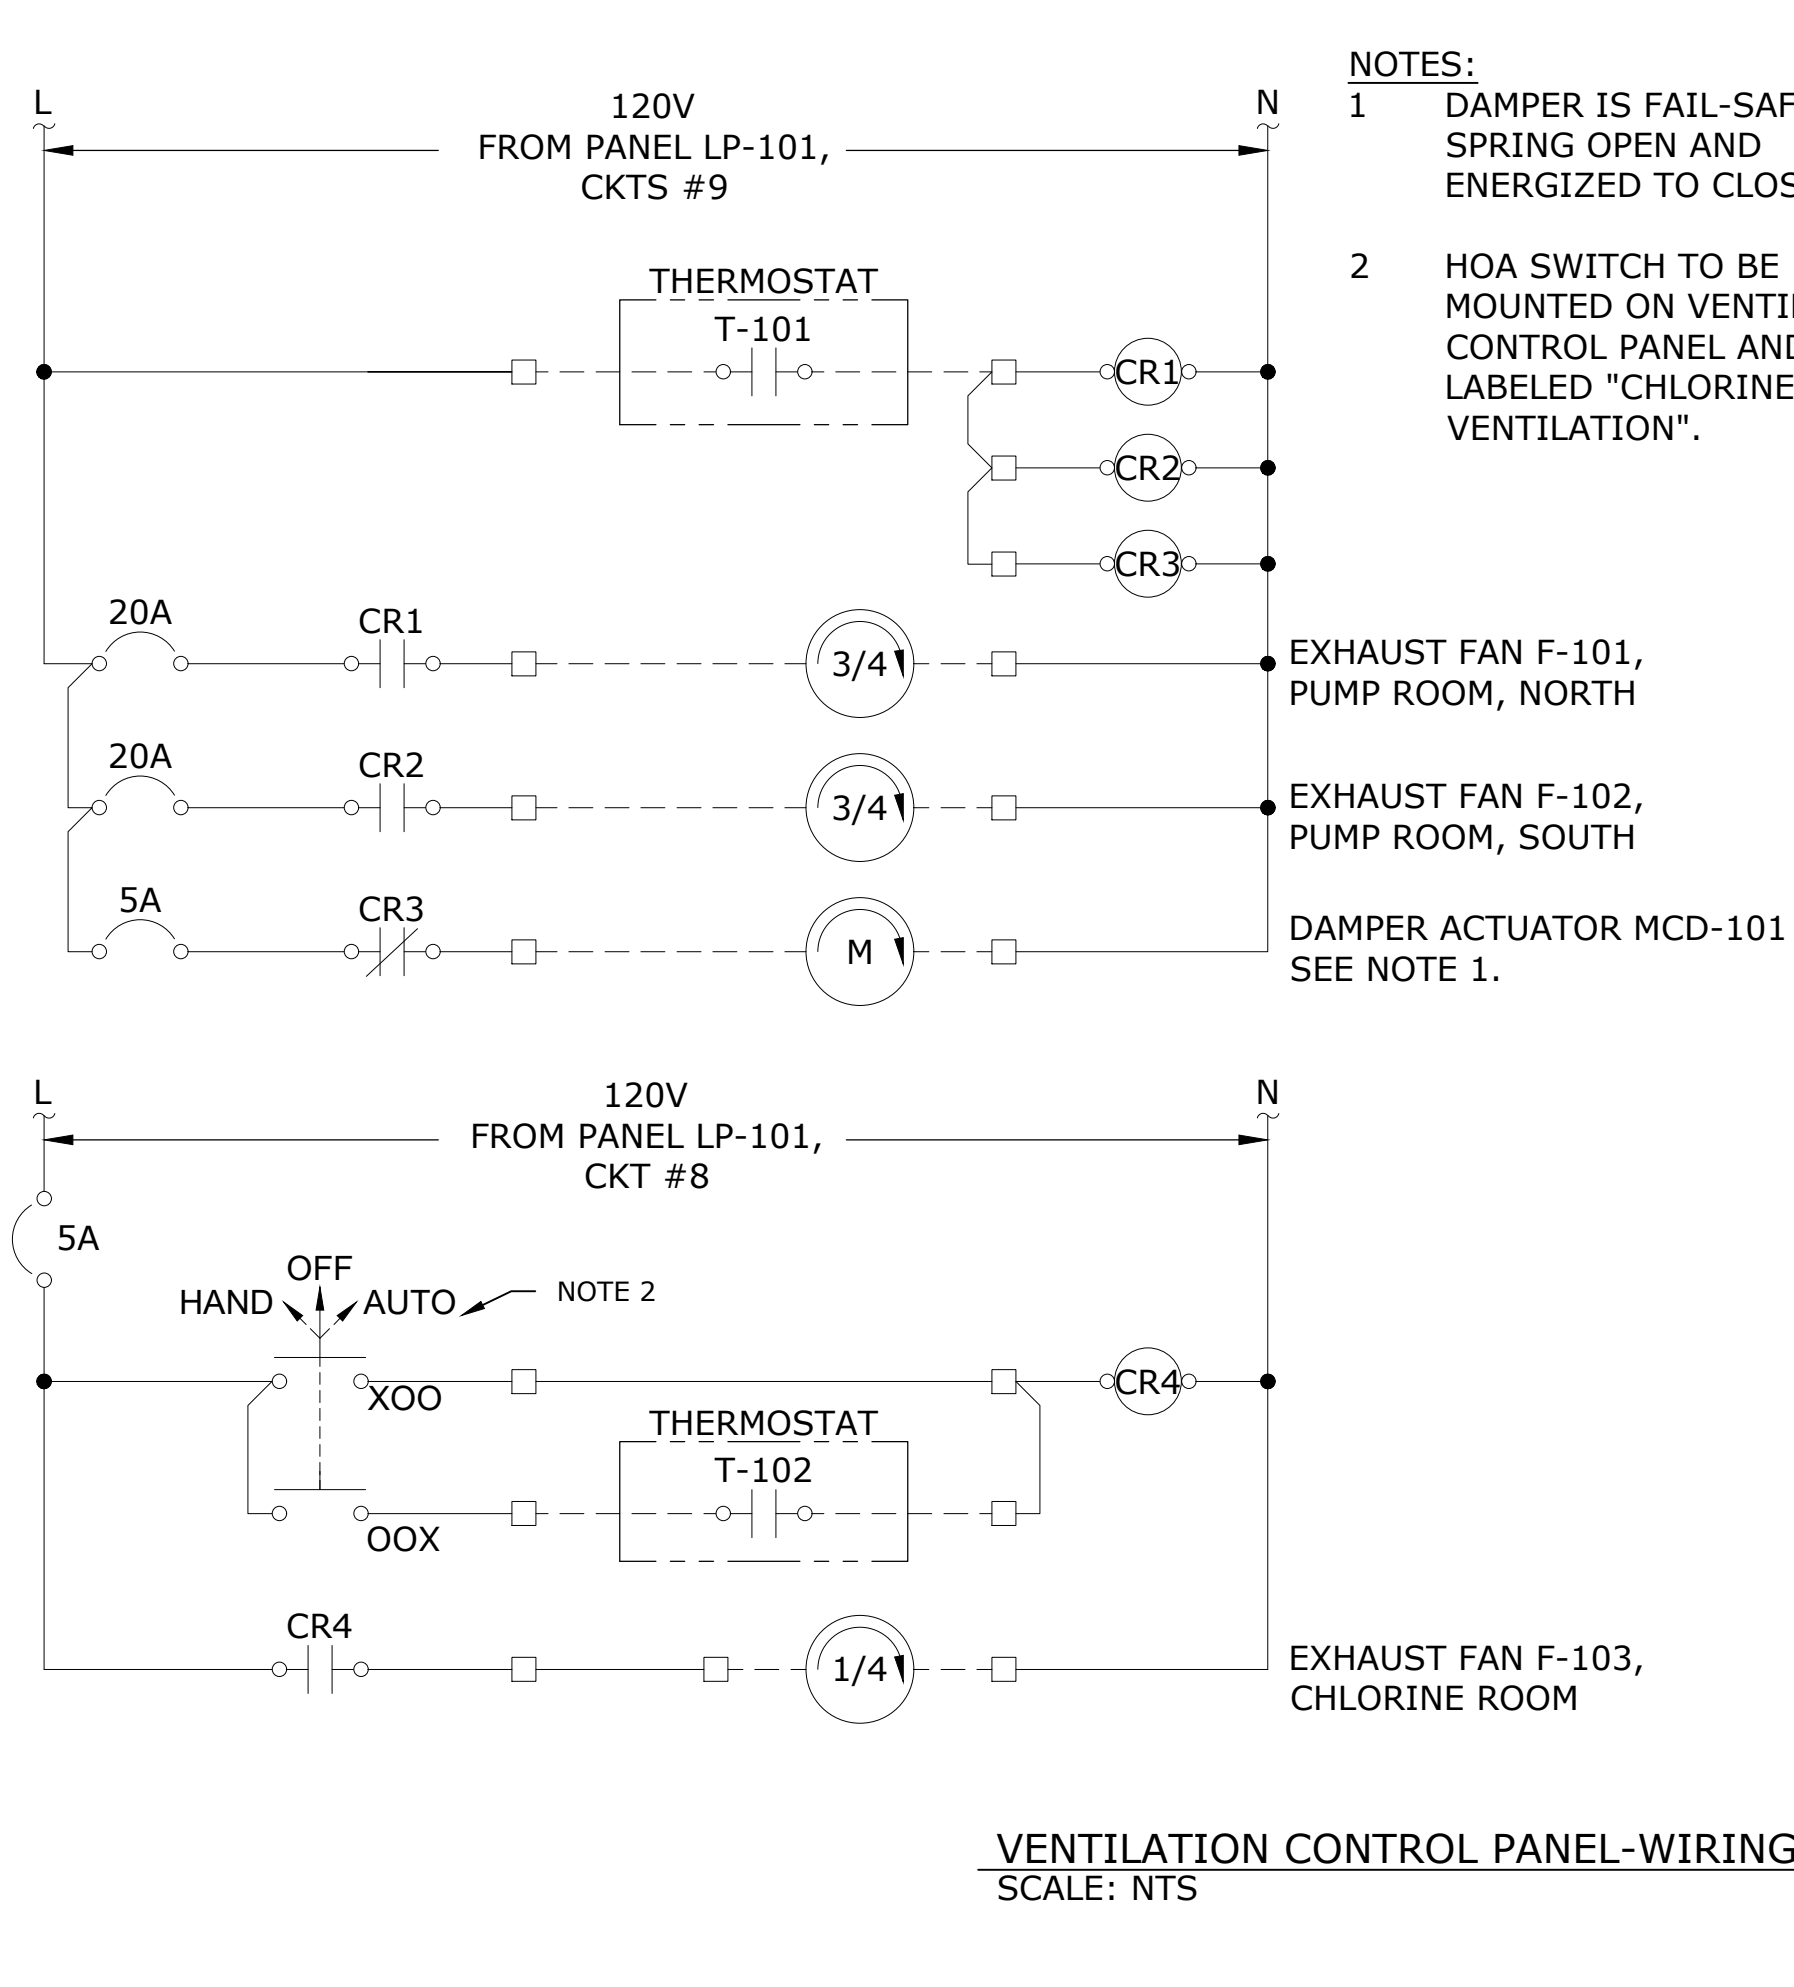 NOTES:
1 DAMPER IS FAIL-SAF
SPRING OPEN AND
ENERGIZED TO CLOS
2 HOA SWITCH TO BE
MOUNTED ON VENTIL
CONTROL PANEL AND
LABELED "CHLORINE
VENTILATION".
L
120V
N
FROM PANEL LP-101,
CKTS #9
THERMOSTAT
T-101
CR1
CR2
CR3
20A
CR1
3/4
EXHAUST FAN F-101,
PUMP ROOM, NORTH
20A
CR2
3/4
EXHAUST FAN F-102,
PUMP ROOM, SOUTH
5A
CR3
M
DAMPER ACTUATOR MCD-101
SEE NOTE 1.
L
120V
N
FROM PANEL LP-101,
CKT #8
5A
OFF
HAND
AUTO
NOTE 2
XOO
CR4
THERMOSTAT
T-102
OOX
CR4
1/4
EXHAUST FAN F-103,
CHLORINE ROOM
VENTILATION CONTROL PANEL-WIRING
SCALE: NTS